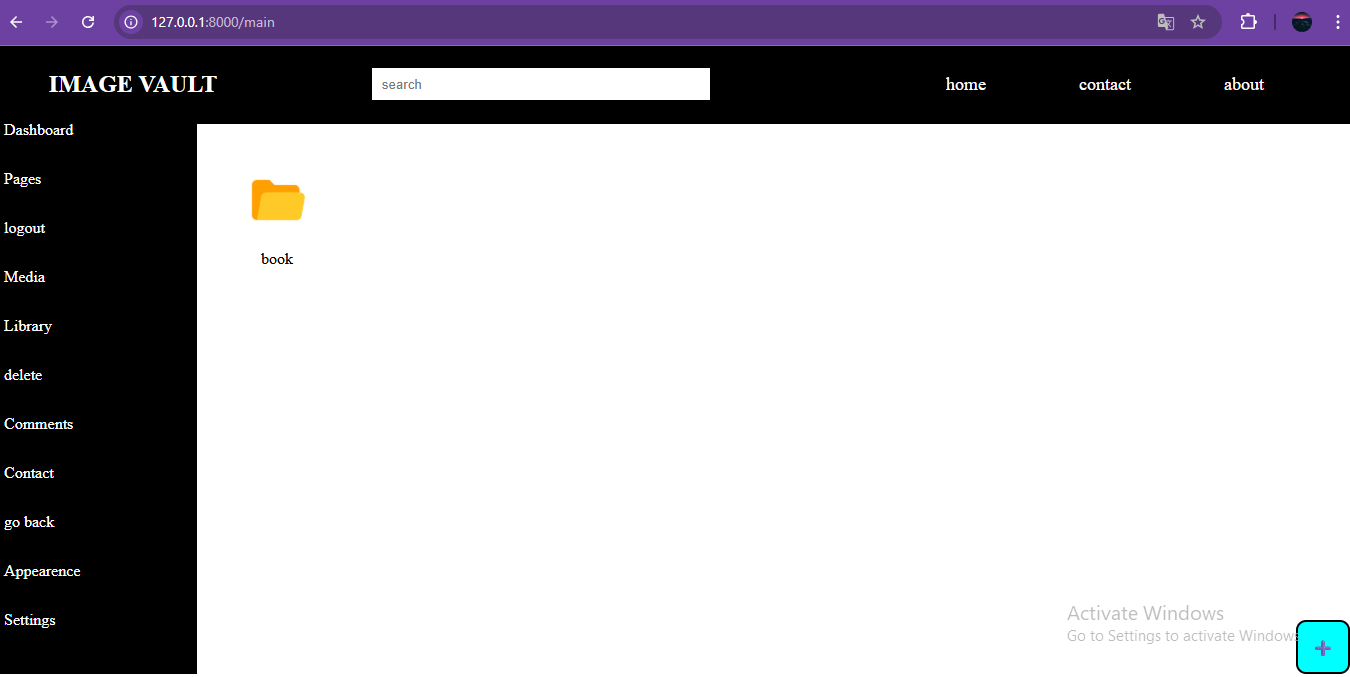 127.0.0.1:8000/main
IMAGE VAULT
search
home
contact
about
Dashboard
Pages
logout
Media
Library
delete
Comments
Contact
go back
Appearence
Settings
book
Activate Windows
Go to Settings to activate Windows
+